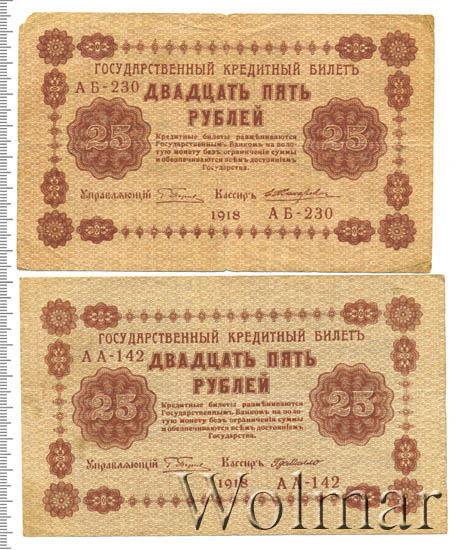 ГОСУДАРСТВЕННЫЙ КРЕДИТНЫЙ БИЛЕТЪ
АБ-230 ДВАДЦАТЬ ПЯТЬ
РУБЛЕЙ
25 25
Кредитные билеты размѣниваются
Государственнымъ Банкомъ на золо-
тую монету безъ ограниченія суммы
и обезпечиваются всѣмъ достояніемъ
Государства.
Управляющій Кассиръ
1918 АБ-230
ГОСУДАРСТВЕННЫЙ КРЕДИТНЫЙ БИЛЕТЪ
АА-142 ДВАДЦАТЬ ПЯТЬ
РУБЛЕЙ
25 25
Кредитные билеты размѣниваются
Государственнымъ Банкомъ на золо-
тую монету безъ ограниченія суммы
и обезпечиваются всѣмъ достояніемъ
Государства.
Управляющій Кассиръ
1918 АА-142
Wolmar